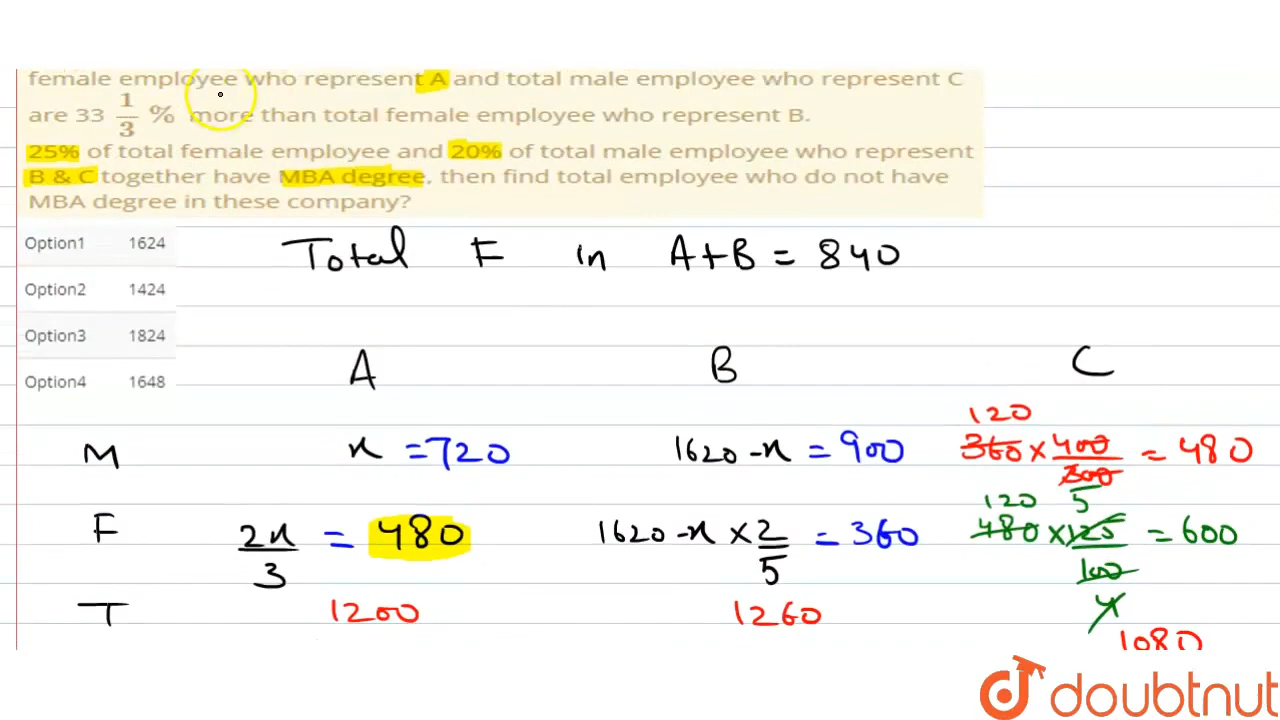 female employee who represent A and total male employee who represent C
are 33 1/3 % more than total female employee who represent B.
25% of total female employee and 20% of total male employee who represent
B & C together have MBA degree, then find total employee who do not have
MBA degree in these company?
Option1 1624
Option2 1424
Option3 1824
Option4 1648
Total F in A+B = 840
A B C
M x = 720 1620-x = 900 120 360 × 400/300 = 480
F 2x/3 = 480 1620-x × 2/5 = 360 120 480 × 5 125/100 4 = 600
T 1200 1260 1080
doubtnut